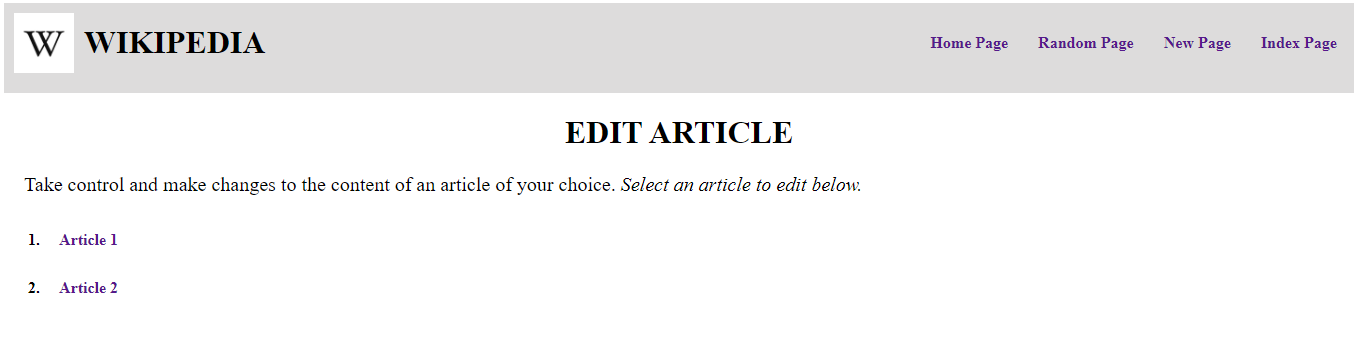 W WIKIPEDIA Home Page Random Page New Page Index Page
EDIT ARTICLE
Take control and make changes to the content of an article of your choice. Select an article to edit below.
1. Article 1
2. Article 2